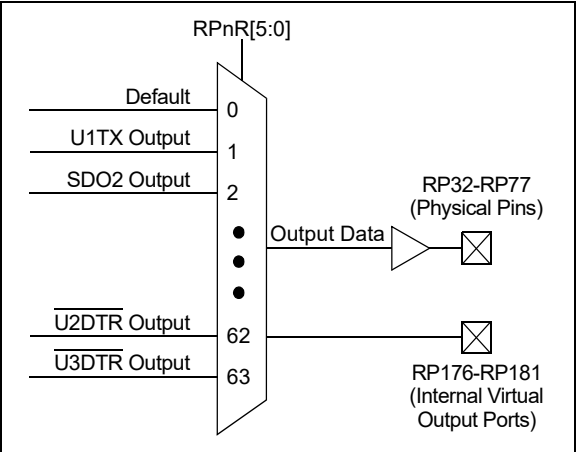 RPnR[5:0]
Default
0
U1TX Output
1
SDO2 Output
2
RP32-RP77
(Physical Pins)
Output Data
U2DTR Output
62
U3DTR Output
63
RP176-RP181
(Internal Virtual
Output Ports)